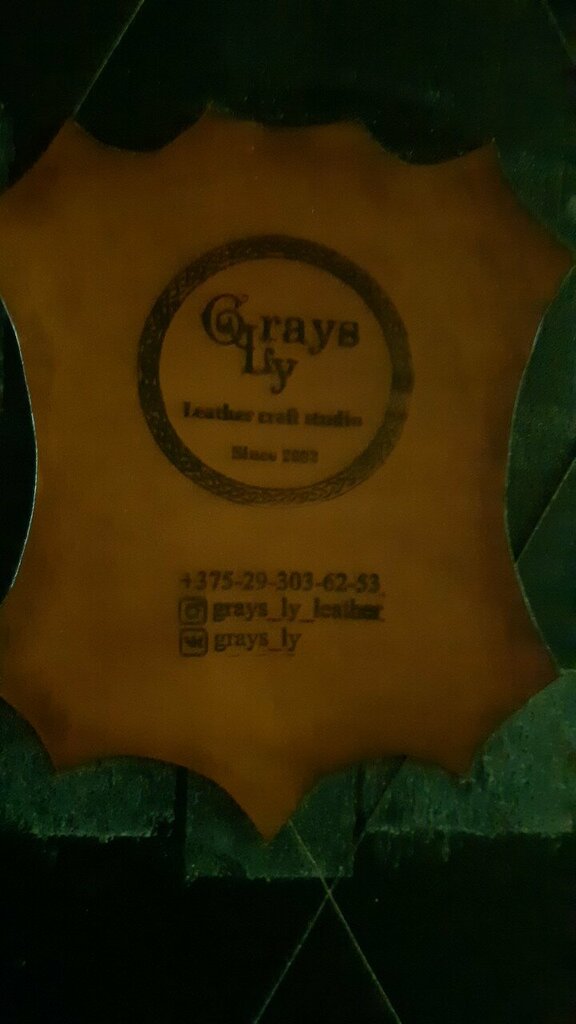 Grays
Ly
Leather craft studio
Since
+375-29-303-62-53
grays_ly_leather
grays_ly